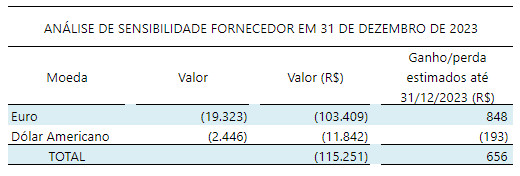 ANÁLISE DE SENSIBILIDADE FORNECEDOR EM 31 DE DEZEMBRO DE 2023
Moeda Valor Valor (R$) Ganho/perda estimados até 31/12/2023 (R$)
Euro (19.323) (103.409) 848
Dólar Americano (2.446) (11.842) (193)
TOTAL (115.251) 656